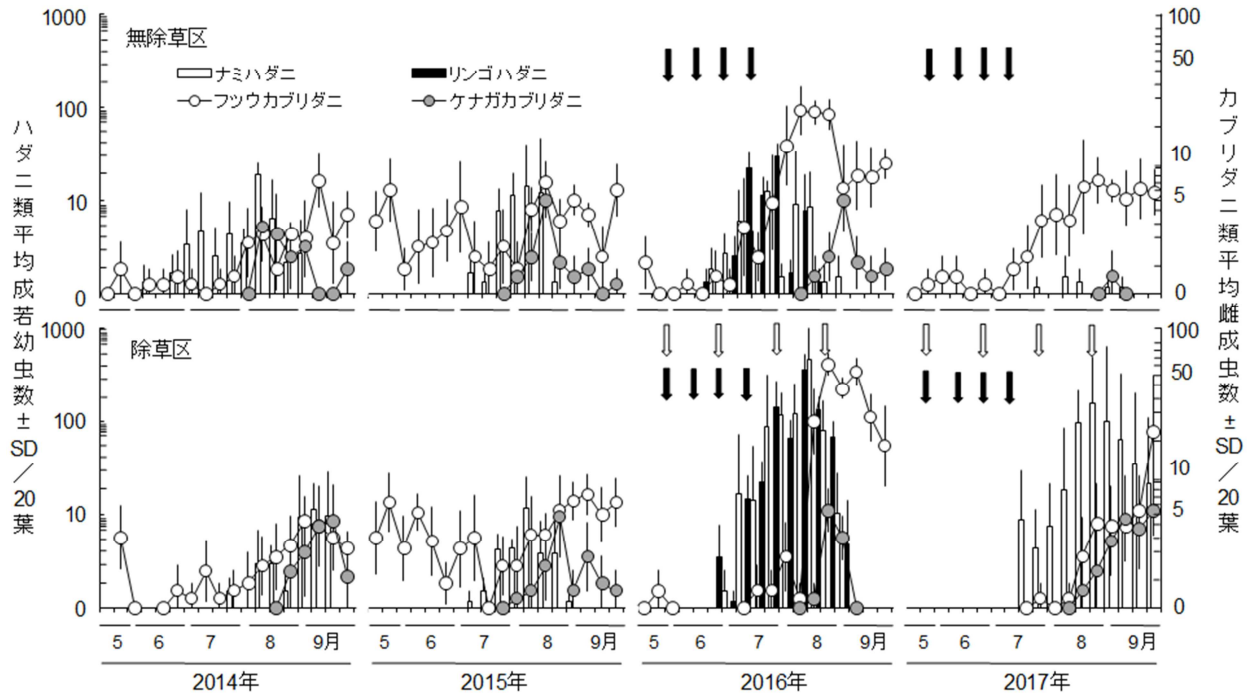 ハダニ類平均成若幼虫数±SD／20葉
1000
100
10
0
無除草区
ナミハダニ
リンゴハダニ
フツウカブリダニ
ケナガカブリダニ
100
50
10
5
0
カブリダニ類平均雌成虫数±SD／20葉
1000
100
10
0
除草区
100
50
10
5
0
5 6 7 8 9月 5 6 7 8 9月 5 6 7 8 9月 5 6 7 8 9月
2014年 2015年 2016年 2017年